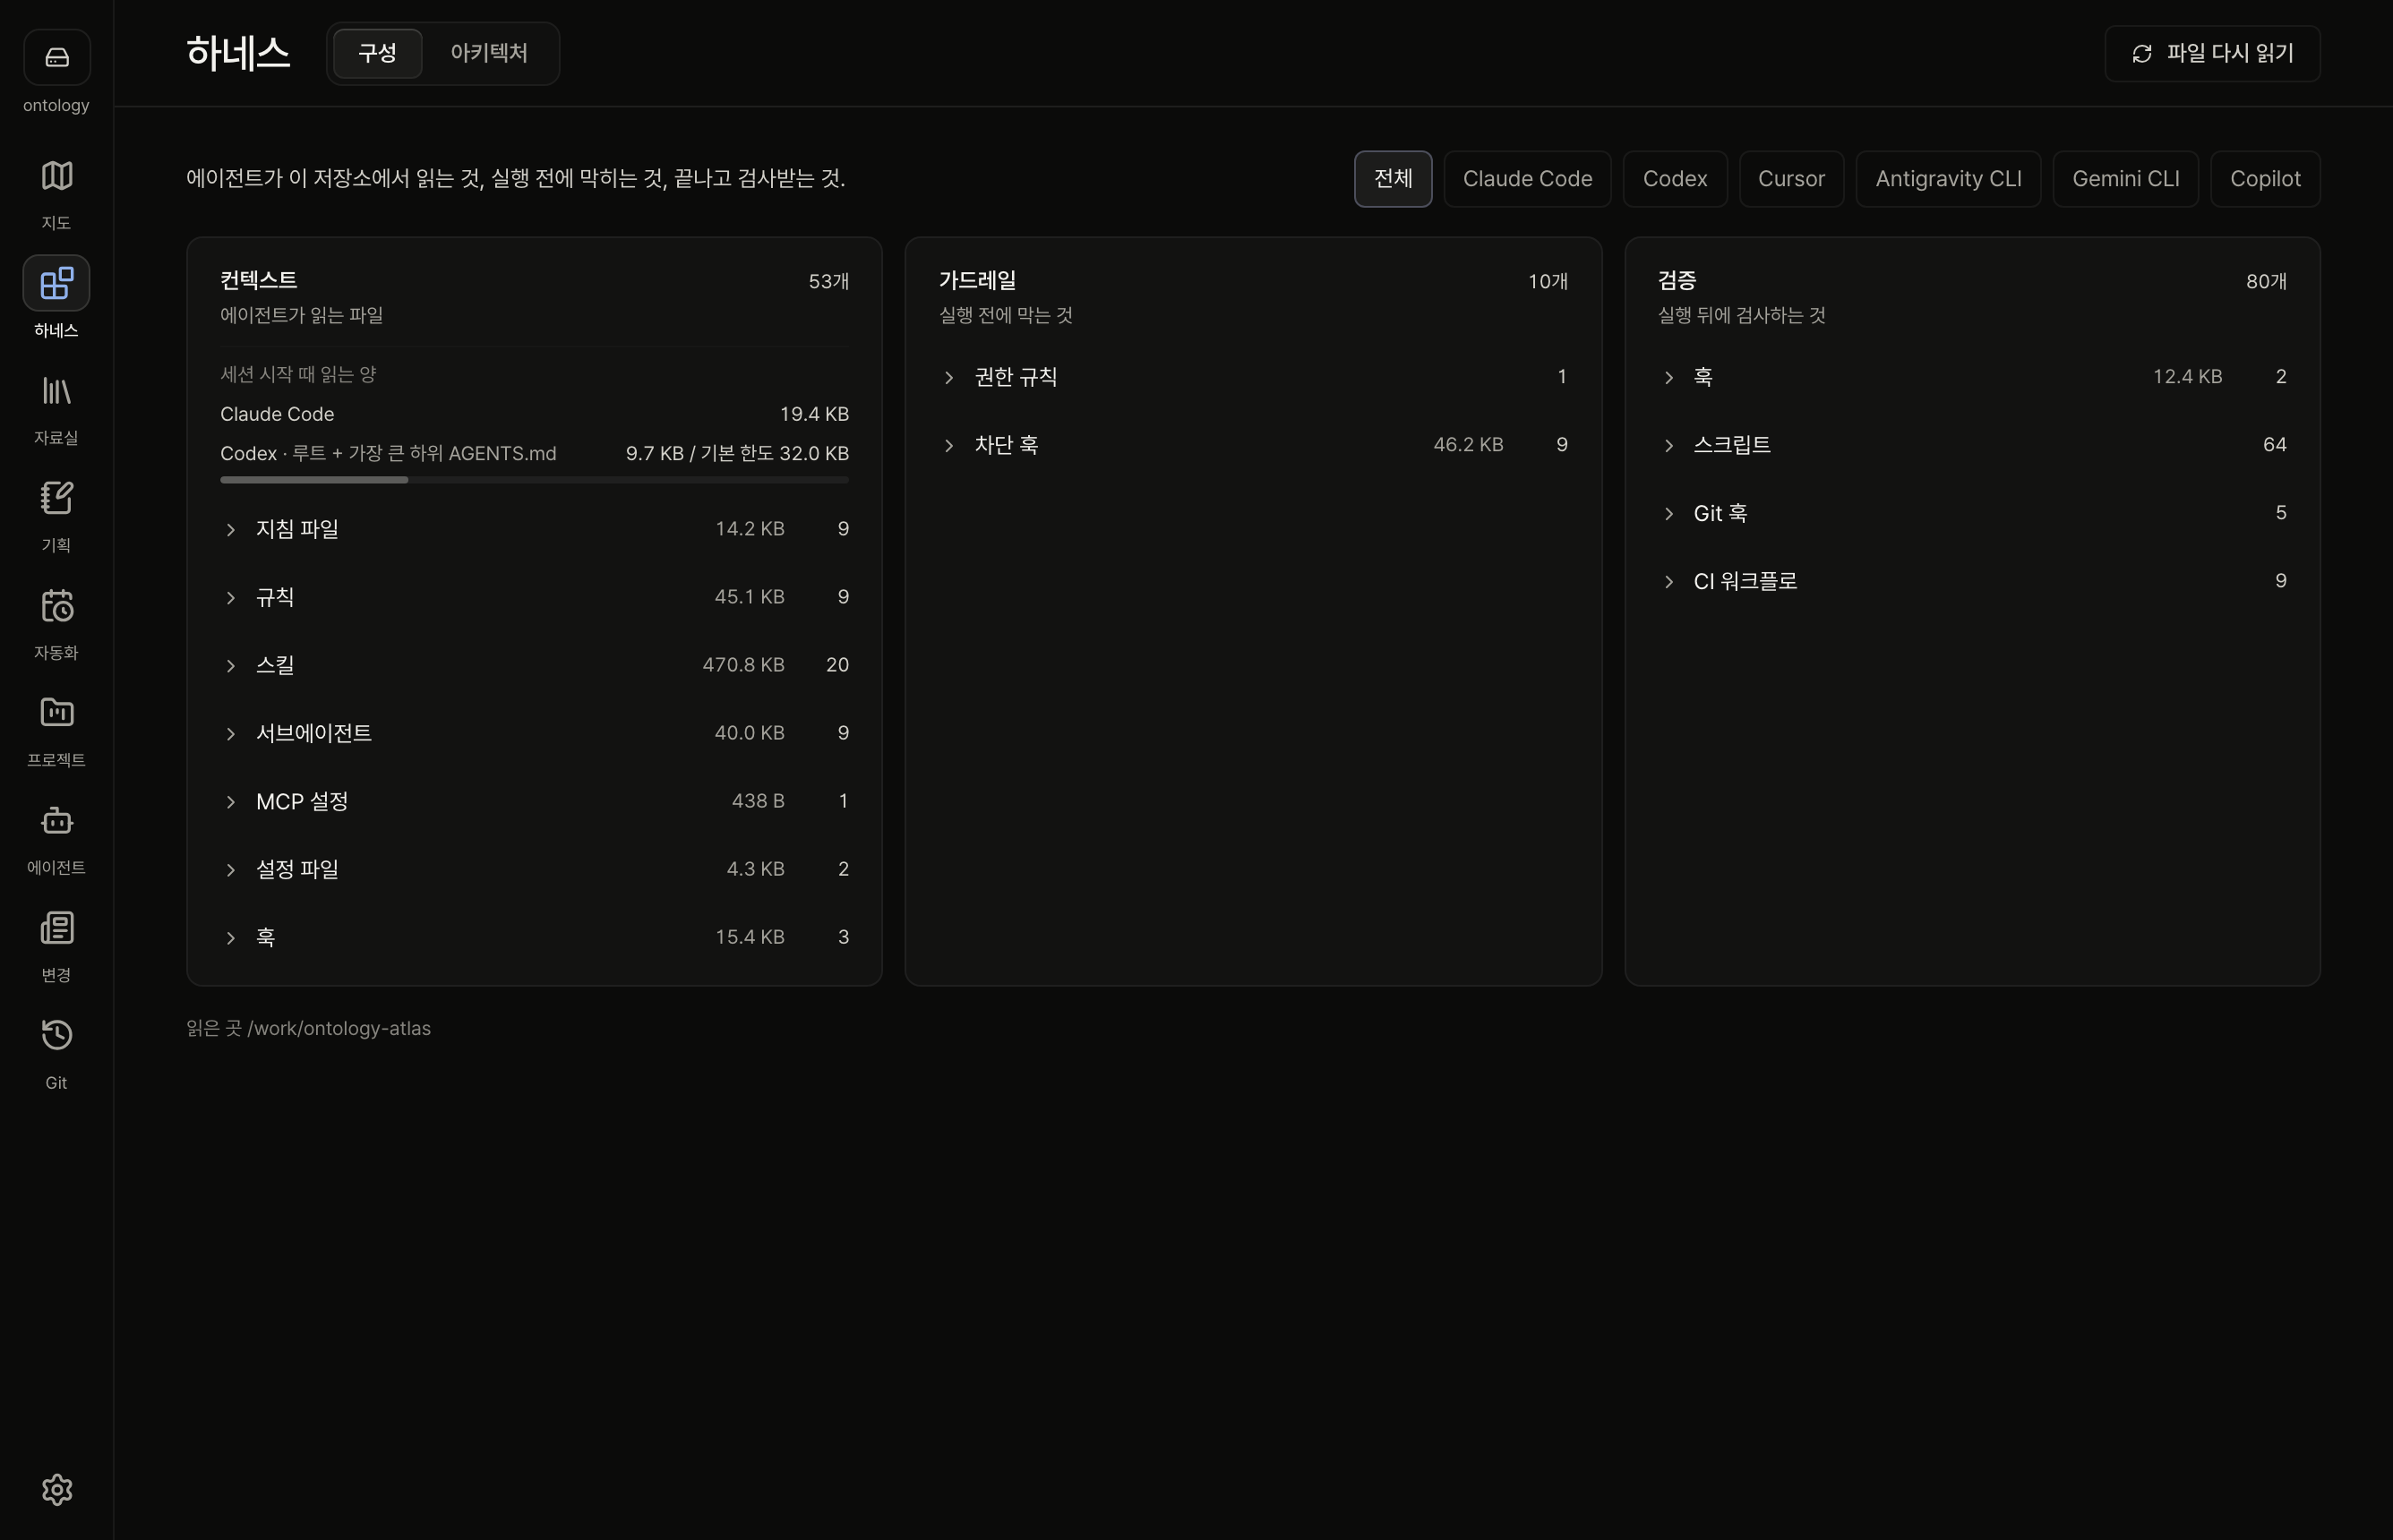 ontology
지도
하네스
자료실
기획
자동화
프로젝트
에이전트
변경
Git
하네스
구성
아키텍처
파일 다시 읽기
에이전트가 이 저장소에서 읽는 것, 실행 전에 막히는 것, 끝나고 검사받는 것.
전체
Claude Code
Codex
Cursor
Antigravity CLI
Gemini CLI
Copilot
컨텍스트 53개
에이전트가 읽는 파일
세션 시작 때 읽는 양
Claude Code 19.4 KB
Codex · 루트 + 가장 큰 하위 AGENTS.md 9.7 KB / 기본 한도 32.0 KB
지침 파일 14.2 KB 9
규칙 45.1 KB 9
스킬 470.8 KB 20
서브에이전트 40.0 KB 9
MCP 설정 438 B 1
설정 파일 4.3 KB 2
훅 15.4 KB 3
가드레일 10개
실행 전에 막는 것
권한 규칙 1
차단 훅 46.2 KB 9
검증 80개
실행 뒤에 검사하는 것
훅 12.4 KB 2
스크립트 64
Git 훅 5
CI 워크플로 9
읽은 곳 /work/ontology-atlas